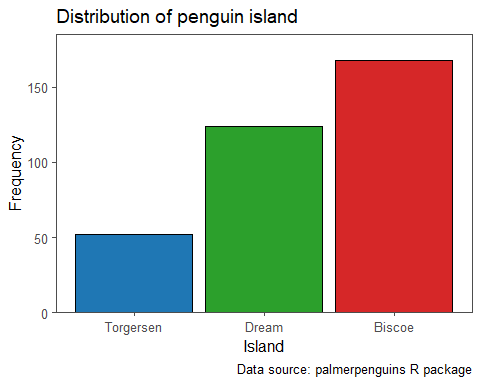 Distribution of penguin island
Frequency
150
100
50
0
Torgersen Dream Biscoe
Island
Data source: palmerpenguins R package